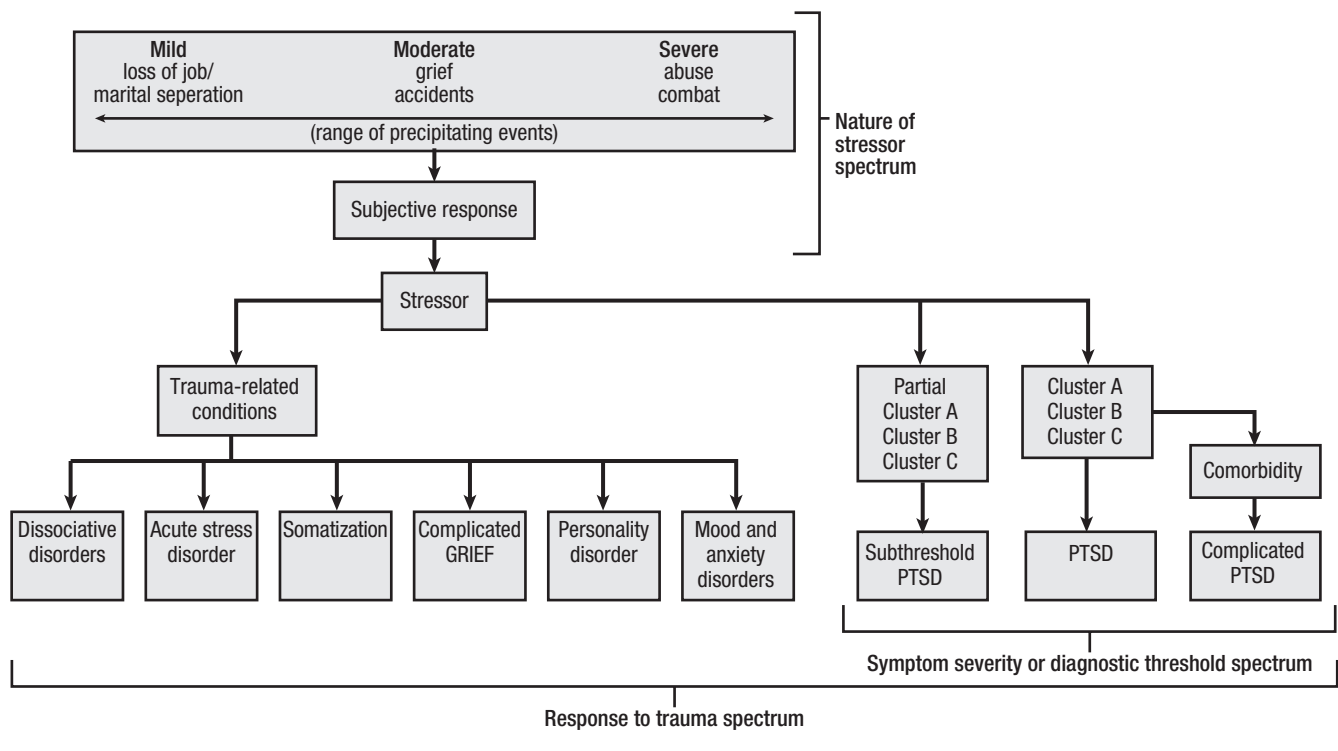 Mild
loss of job/
marital seperation
Moderate
grief
accidents
Severe
abuse
combat
(range of precipitating events)
Nature of
stressor
spectrum
Subjective response
Stressor
Trauma-related
conditions
Partial
Cluster A
Cluster B
Cluster C
Cluster A
Cluster B
Cluster C
Comorbidity
Dissociative
disorders
Acute stress
disorder
Somatization
Complicated
GRIEF
Personality
disorder
Mood and
anxiety
disorders
Subthreshold
PTSD
PTSD
Complicated
PTSD
Symptom severity or diagnostic threshold spectrum
Response to trauma spectrum